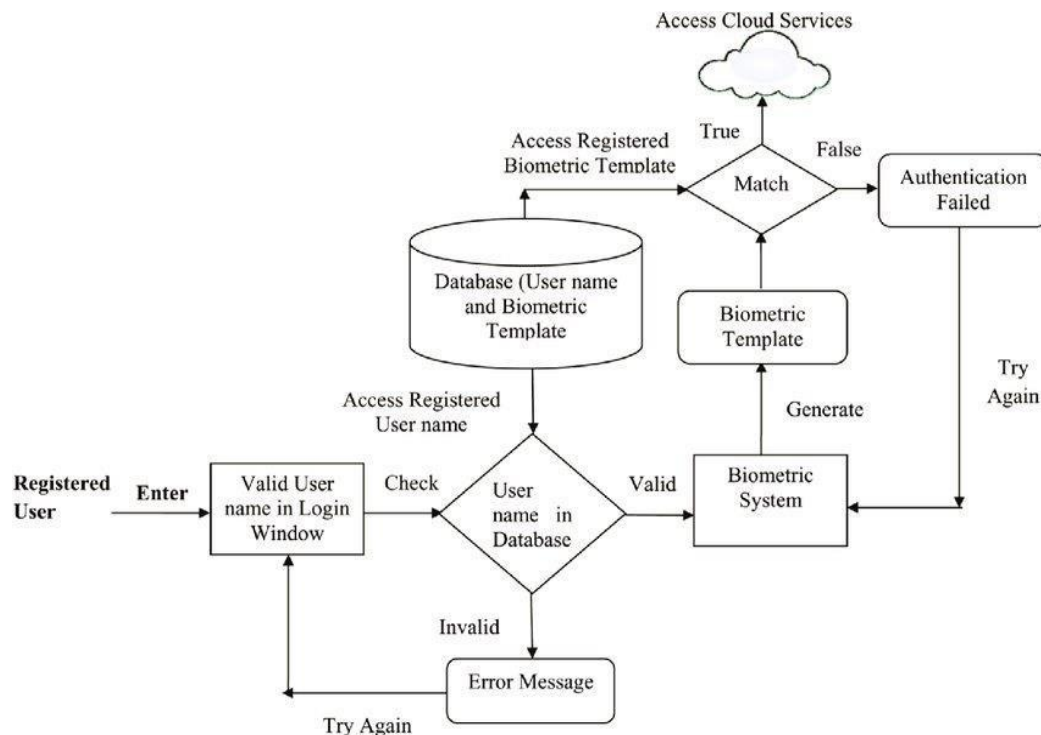 Access Cloud Services
True
Access Registered
Biometric Template
False
Match
Authentication
Failed
Database (User name
and Biometric
Template
Biometric
Template
Try
Again
Access Registered
User name
Generate
Registered
User
Enter
Valid User
name in Login
Window
Check
User
name in
Database
Valid
Biometric
System
Invalid
Error Message
Try Again